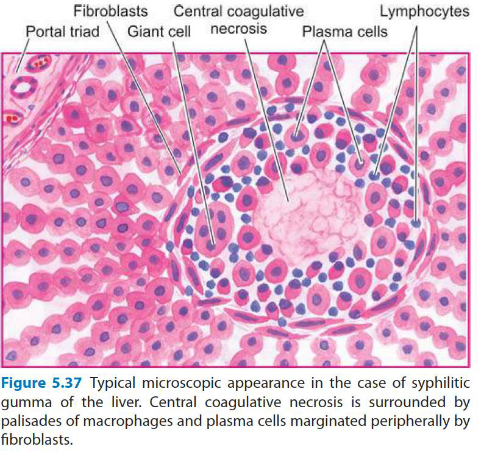 Fibroblasts Central coagulative Lymphocytes
Portal triad Giant cell necrosis Plasma cells
Figure 5.37 Typical microscopic appearance in the case of syphilitic
gumma of the liver. Central coagulative necrosis is surrounded by
palisades of macrophages and plasma cells marginated peripherally by
fibroblasts.